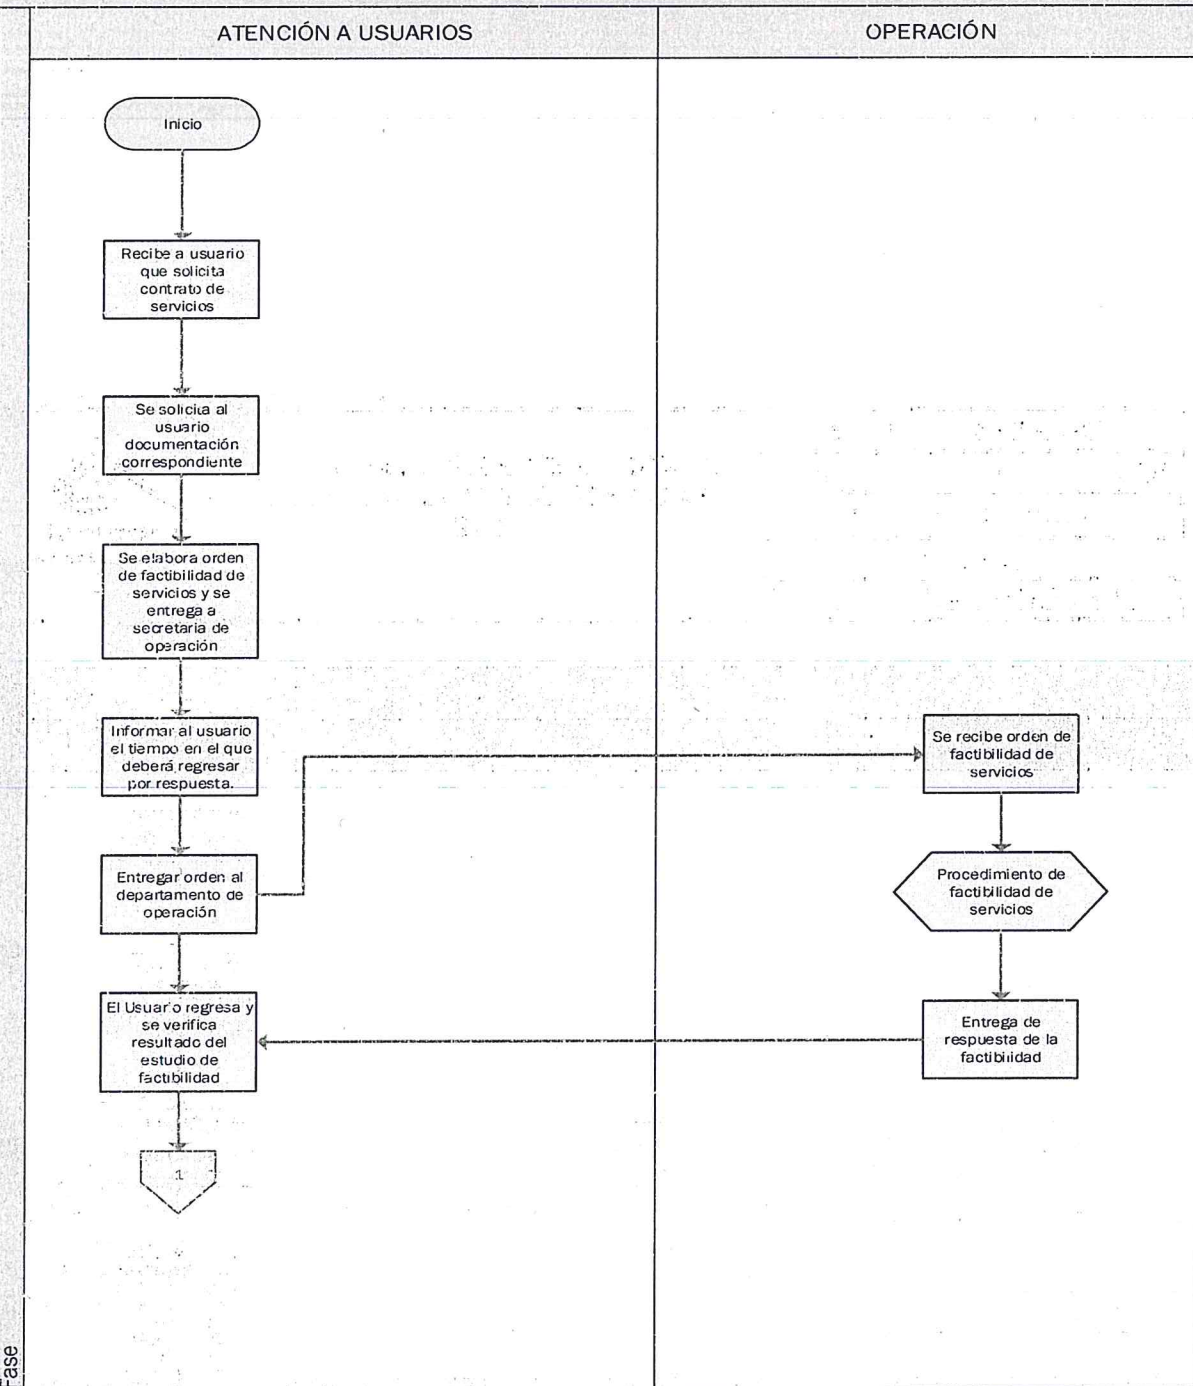 ATENCIÓN A USUARIOS
OPERACIÓN
Inicio
Recibe a usuario
que solicita
contrato de
servicios
Se solicita al
usuario
documentación
correspondiente
Se elabora orden
de factibilidad de
servicios y se
entrega a
secretaria de
operación
Informar al usuario
el tiempo en el que
deberá regresar
por respuesta.
Entregar orden al
departamento de
operación
El Usuario regresa y
se verifica
resultado del
estudio de
factibilidad
1
Se recibe orden de
factibilidad de
servicios
Procedimiento de
factibilidad de
servicios
Entrega de
respuesta de la
factibilidad
Fase